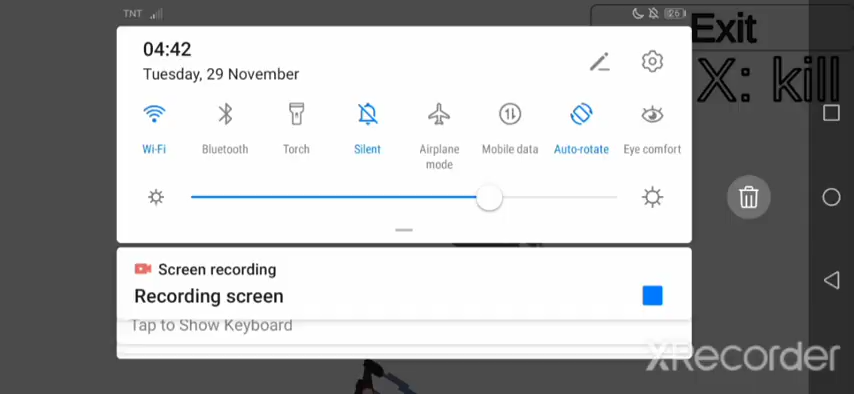 TNT
26
Exit
X: kill
04:42
Tuesday, 29 November
Wi-Fi
Bluetooth
Torch
Silent
Airplane
mode
Mobile data
Auto-rotate
Eye comfort
Screen recording
Recording screen
Tap to Show Keyboard
XRecorder